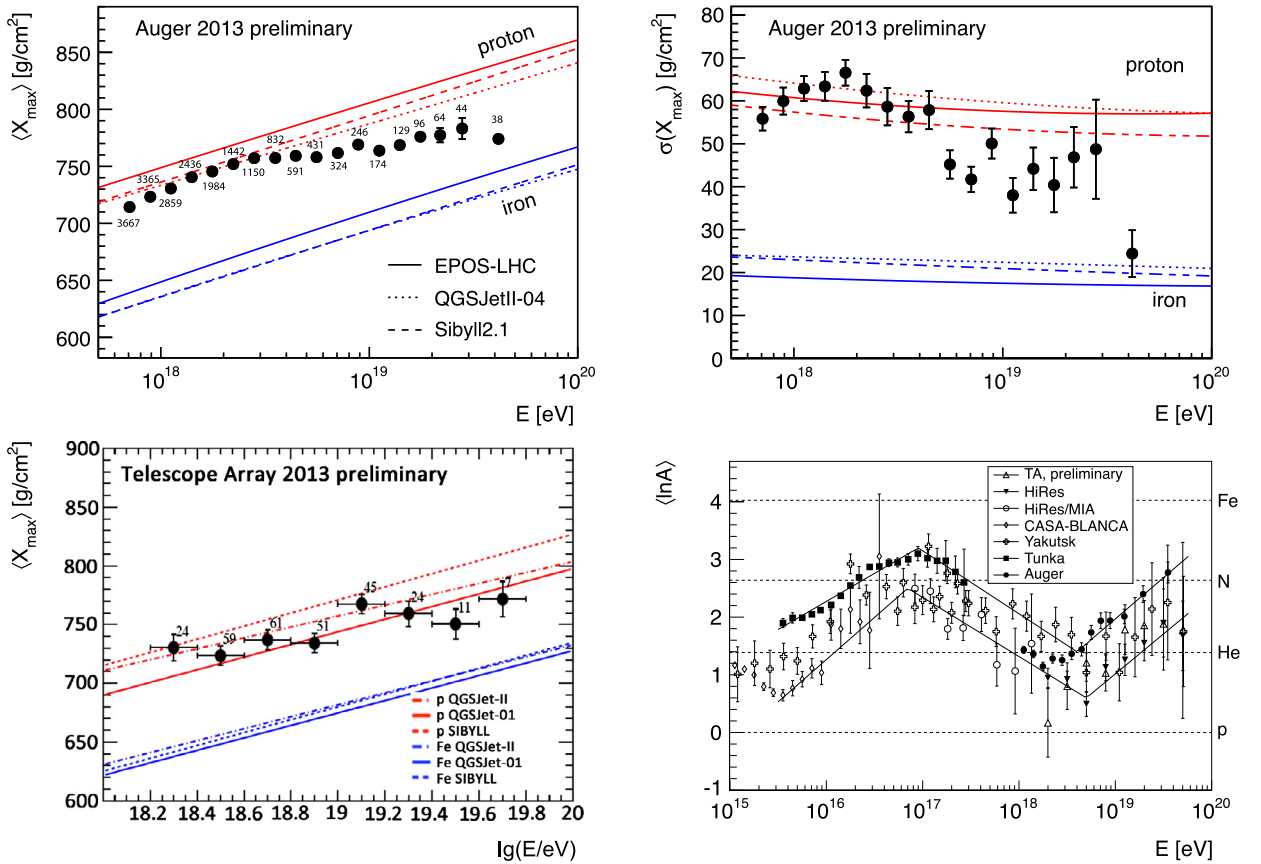 Auger 2013 preliminary
⟨Xmax⟩ [g/cm²]
850
800
750
700
650
600
proton
iron
3667
3365
2859
2436
1984
1442
1150
832
591
431
324
246
174
129
96
64
44
38
EPOS-LHC
QGSJetII-04
Sibyll2.1
10¹⁸
10¹⁹
10²⁰
E [eV]
Auger 2013 preliminary
σ(Xmax) [g/cm²]
80
70
60
50
40
30
20
10
0
proton
iron
10¹⁸
10¹⁹
10²⁰
E [eV]
Telescope Array 2013 preliminary
⟨Xmax⟩ [g/cm²]
900
850
800
750
700
650
600
24
59
61
51
45
24
11
7
p QGSJet-II
p QGSJet-01
p SIBYLL
Fe QGSJet-II
Fe QGSJet-01
Fe SIBYLL
18.2 18.4 18.6 18.8 19 19.2 19.4 19.6 19.8 20
lg(E/eV)
⟨lnA⟩
4
3
2
1
0
-1
TA, preliminary
HiRes
HiRes/MIA
CASA-BLANCA
Yakutsk
Tunka
Auger
Fe
N
He
p
10¹⁵ 10¹⁶ 10¹⁷ 10¹⁸ 10¹⁹ 10²⁰
E [eV]